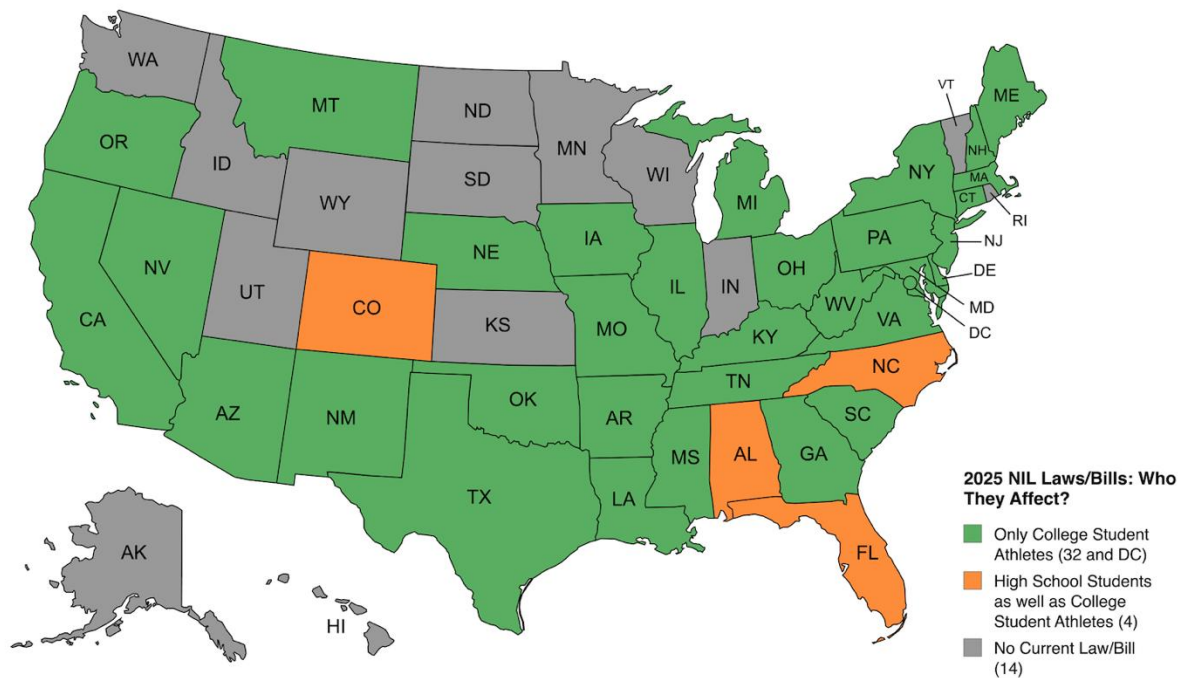 WA
MT
ND
MN
VT
ME
OR
ID
SD
WI
NH
NY
MA
WY
MI
CT
RI
IA
PA
NJ
NE
NV
OH
DE
UT
IL
IN
CA
CO
WV
MD
KS
MO
VA
DC
KY
NC
TN
OK
AZ
NM
AR
SC
MS
AL
GA
TX
LA
AK
FL
HI
2025 NIL Laws/Bills: Who
They Affect?
Only College Student
Athletes (32 and DC)
High School Students
as well as College
Student Athletes (4)
No Current Law/Bill
(14)